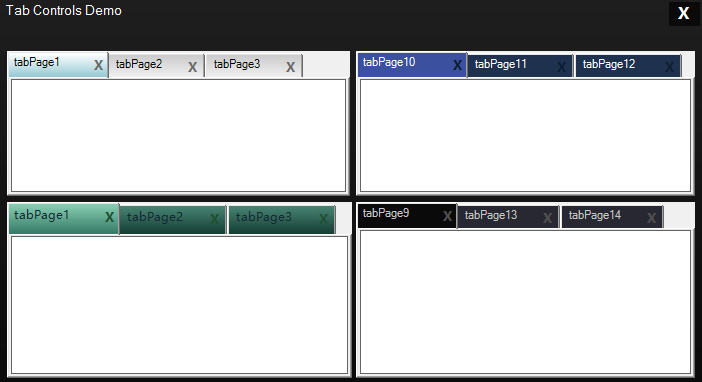 Tab Controls Demo X
tabPage1 X tabPage2 X tabPage3 X
tabPage10 X tabPage11 X tabPage12 X
tabPage1 X tabPage2 X tabPage3 X
tabPage9 X tabPage13 X tabPage14 X